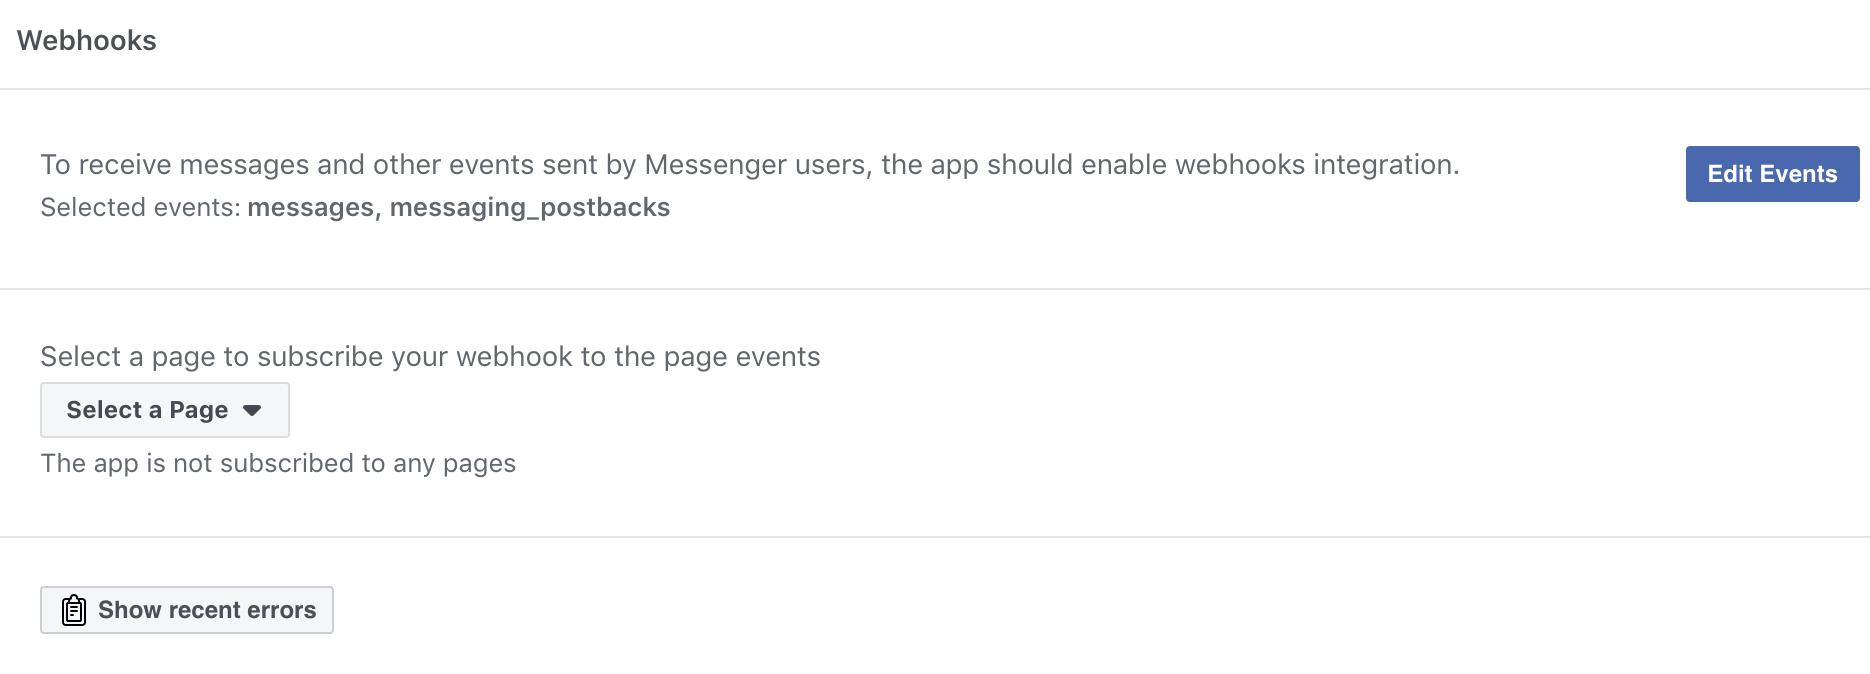 Webhooks
To receive messages and other events sent by Messenger users, the app should enable webhooks integration.
Edit Events
Selected events: messages, messaging_postbacks
Select a page to subscribe your webhook to the page events
Select a Page
The app is not subscribed to any pages
Show recent errors